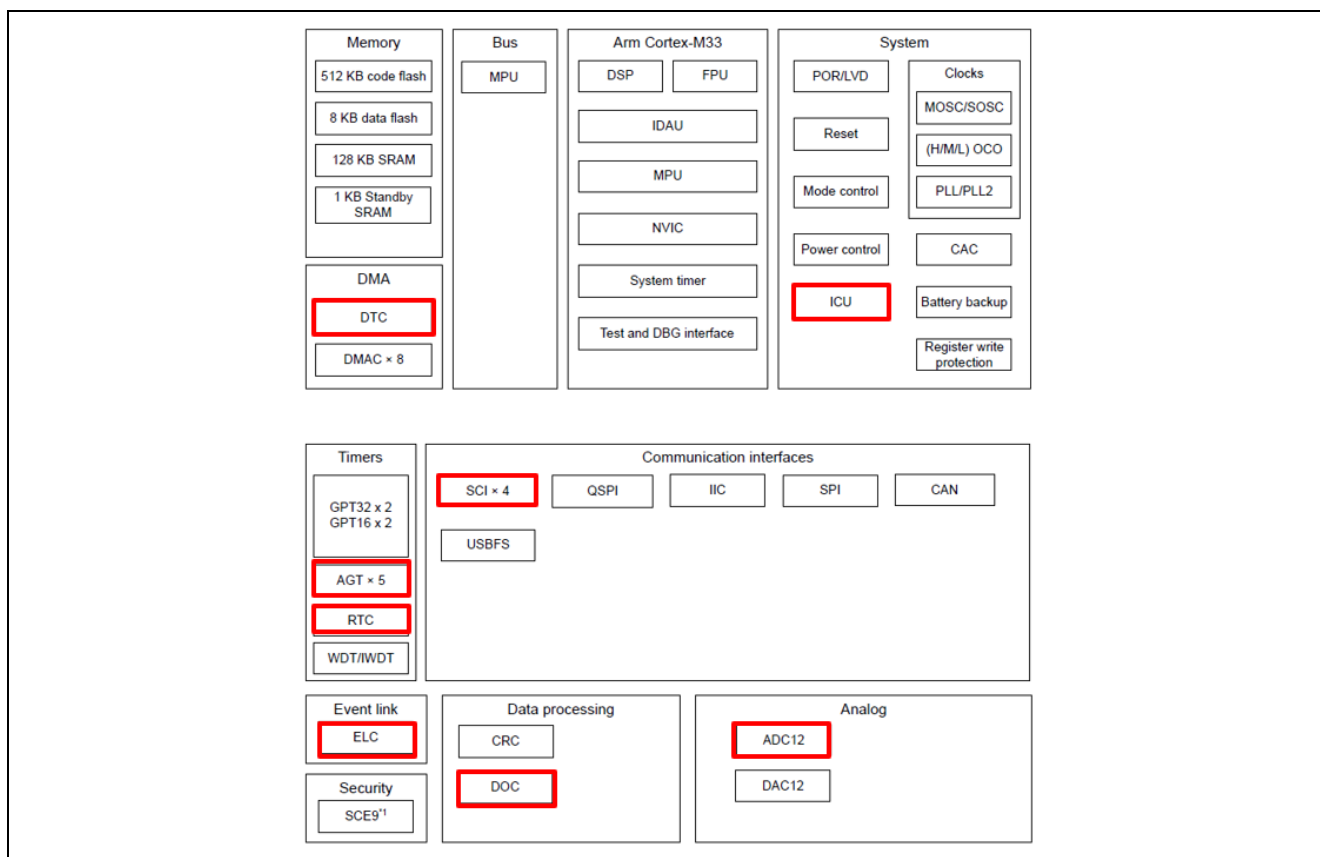 Memory
512 KB code flash
8 KB data flash
128 KB SRAM
1 KB Standby
SRAM
DMA
DTC
DMAC × 8
Bus
MPU
Arm Cortex-M33
DSP
FPU
IDAU
MPU
NVIC
System timer
Test and DBG interface
System
POR/LVD
Reset
Mode control
Power control
ICU
Clocks
MOSC/SOSC
(H/M/L) OCO
PLL/PLL2
CAC
Battery backup
Register write
protection
Timers
GPT32 x 2
GPT16 x 2
AGT × 5
RTC
WDT/IWDT
Communication interfaces
SCI × 4
QSPI
IIC
SPI
CAN
USBFS
Event link
ELC
Security
SCE9*1
Data processing
CRC
DOC
Analog
ADC12
DAC12